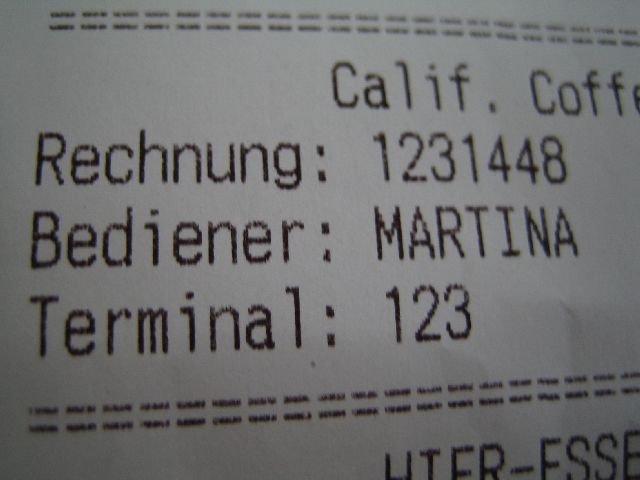 Calif. Coffe
Rechnung: 1231448
Bediener: MARTINA
Terminal: 123
HIER-ESSE